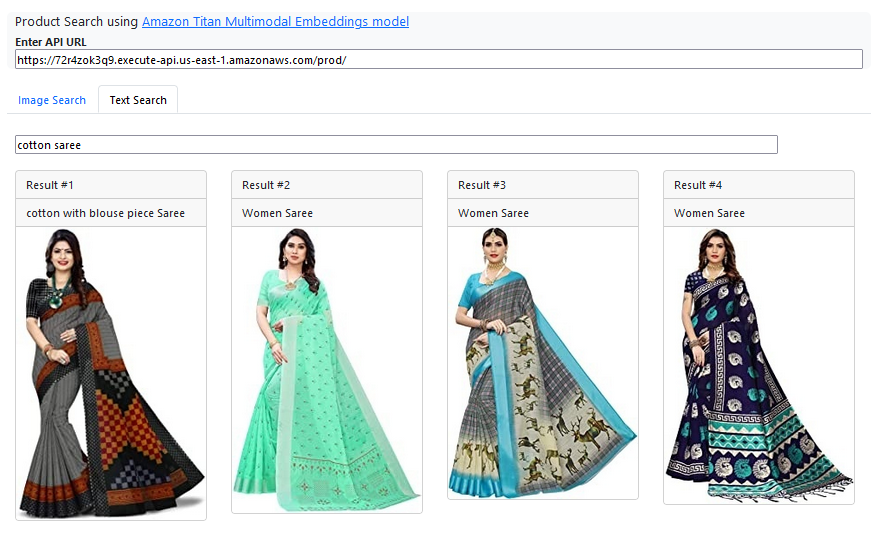 Product Search using Amazon Titan Multimodal Embeddings model
Enter API URL
https://72r4zok3q9.execute-api.us-east-1.amazonaws.com/prod/
Image Search
Text Search
cotton saree
Result #1
cotton with blouse piece Saree
Result #2
Women Saree
Result #3
Women Saree
Result #4
Women Saree